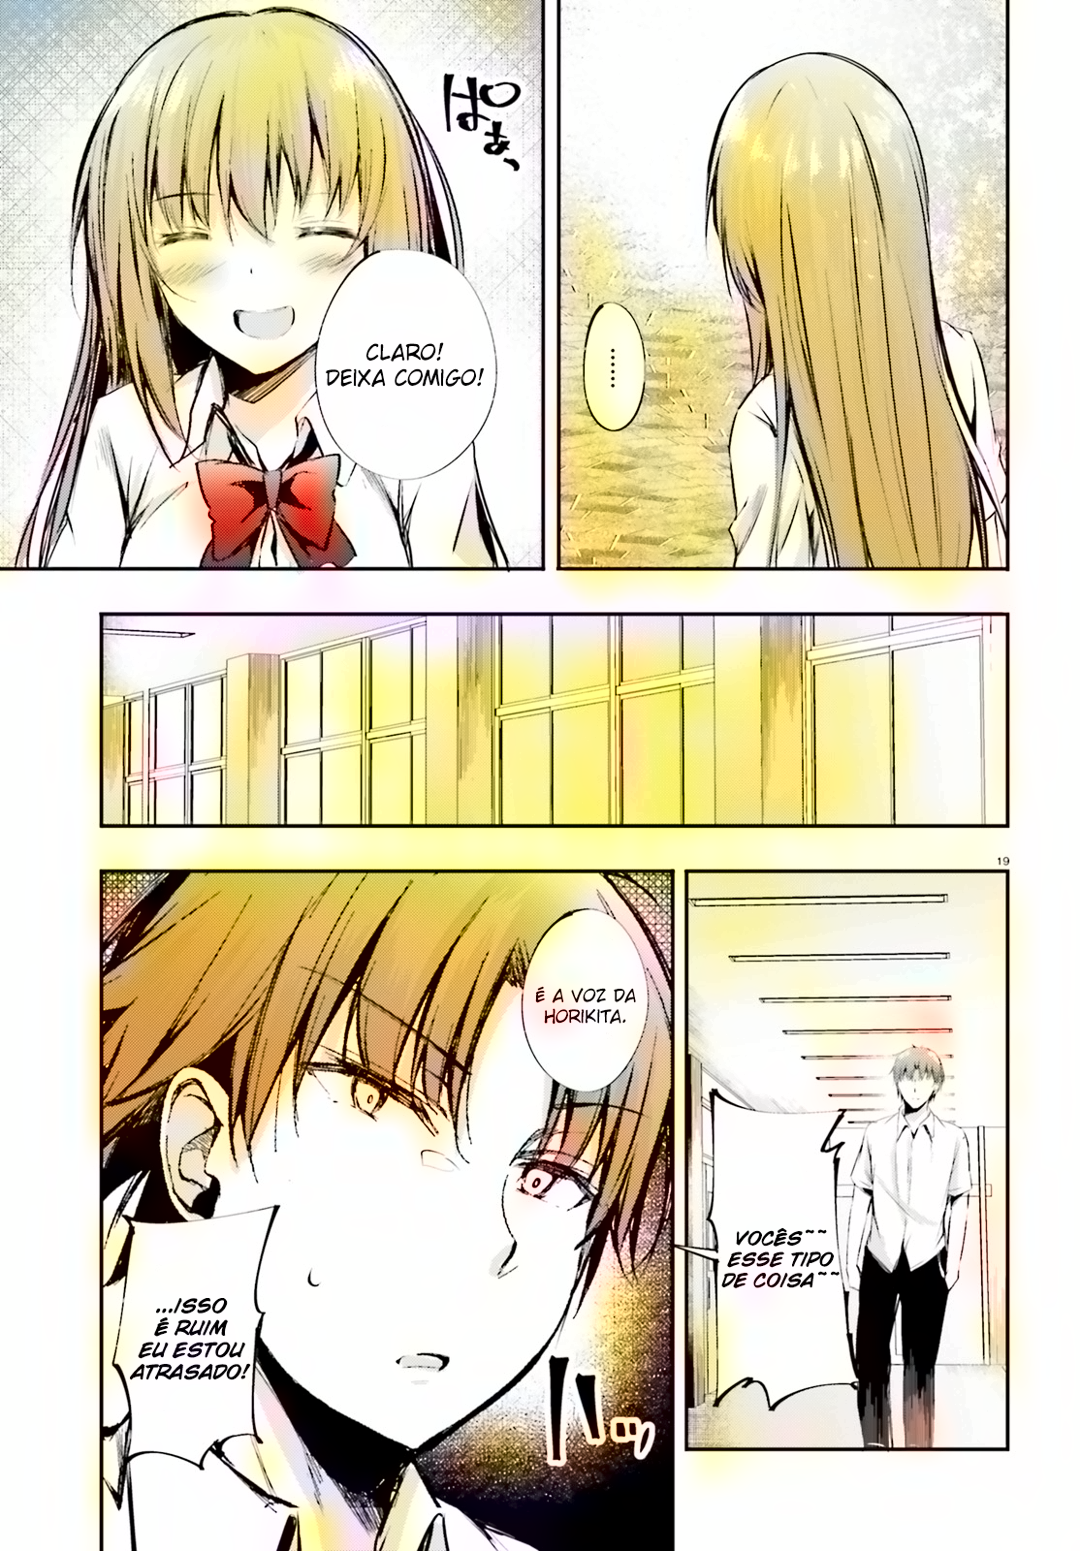 ………
ぱぁ、
CLARO!
DEIXA COMIGO!
19
VOCÊS~~
ESSE TIPO
DE COISA~~
É A VOZ DA
HORIKITA.
...ISSO
É RUIM
EU ESTOU
ATRASADO!
ハッ